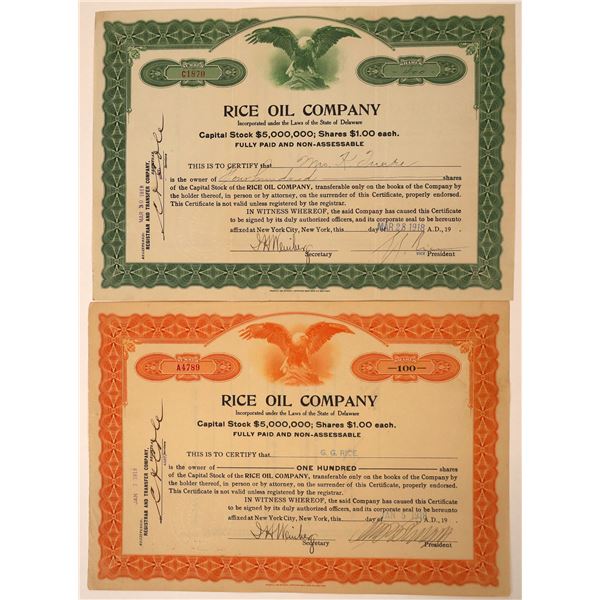 C1870
RICE OIL COMPANY
Incorporated under the Laws of the State of Delaware
Capital Stock $5,000,000; Shares $1.00 each.
FULLY PAID AND NON-ASSESSABLE
THIS IS TO CERTIFY that Mrs.
is the owner of Four hundred shares
of the Capital Stock of the RICE OIL COMPANY, transferable only on the books of the Company by
the holder thereof, in person or by attorney, on the surrender of this Certificate, properly endorsed.
This Certificate is not valid unless registered by the registrar.
IN WITNESS WHEREOF, the said Company has caused this Certificate
to be signed by its duly authorized officers, and its corporate seal to be hereunto
affixed at New York City, New York, this day of MAR 28 1918 A.D., 19 .
Secretary VICE President
MAR 30 1918
REGISTRAR AND TRANSFER COMPANY,
A4789
SHARES
—100—
RICE OIL COMPANY
Incorporated under the Laws of the State of Delaware
Capital Stock $5,000,000; Shares $1.00 each.
FULLY PAID AND NON-ASSESSABLE
THIS IS TO CERTIFY that G. G. RICE
is the owner of ONE HUNDRED shares
of the Capital Stock of the RICE OIL COMPANY, transferable only on the books of the Company by
the holder thereof, in person or by attorney, on the surrender of this Certificate, properly endorsed.
This Certificate is not valid unless registered by the registrar.
IN WITNESS WHEREOF, the said Company has caused this Certificate
to be signed by its duly authorized officers, and its corporate seal to be hereunto
affixed at New York City, New York, this day of A.D., 19 .
Secretary President
REGISTRAR AND TRANSFER COMPANY,